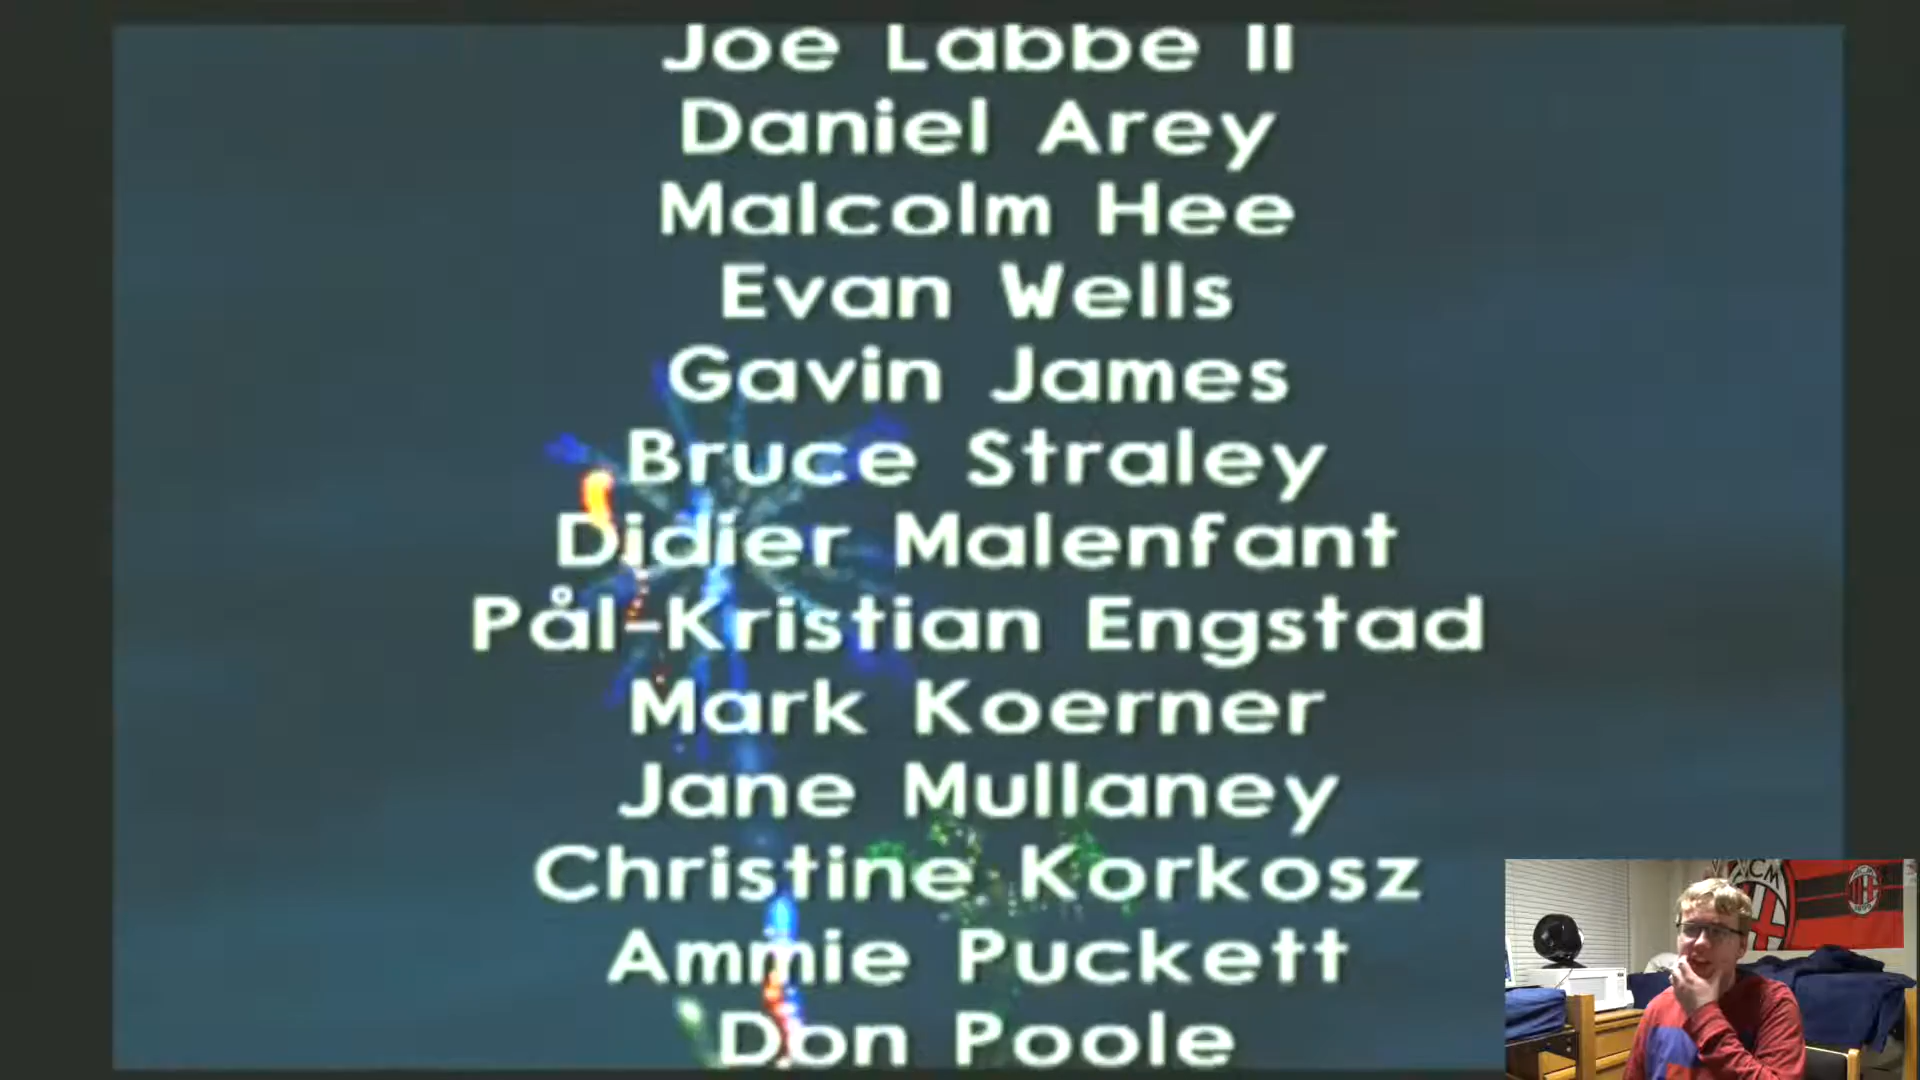 Joe Labbe II
Daniel Arey
Malcolm Hee
Evan Wells
Gavin James
Bruce Straley
Didier Malenfant
Pål-Kristian Engstad
Mark Koerner
Jane Mullaney
Christine Korkosz
Ammie Puckett
Don Poole
ACM